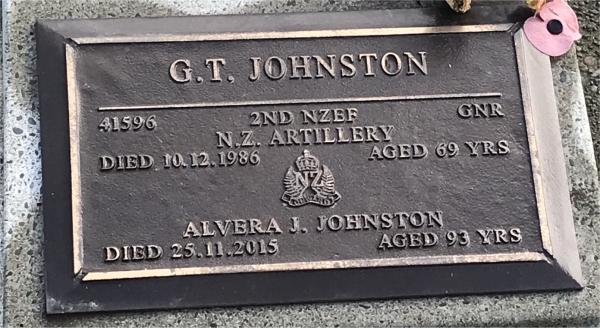 G.T. JOHNSTON
41596 2ND NZEF GNR
N.Z. ARTILLERY
DIED 10.12.1986 AGED 69 YRS
NZ
ALVERA J. JOHNSTON
DIED 25.11.2015 AGED 93 YRS